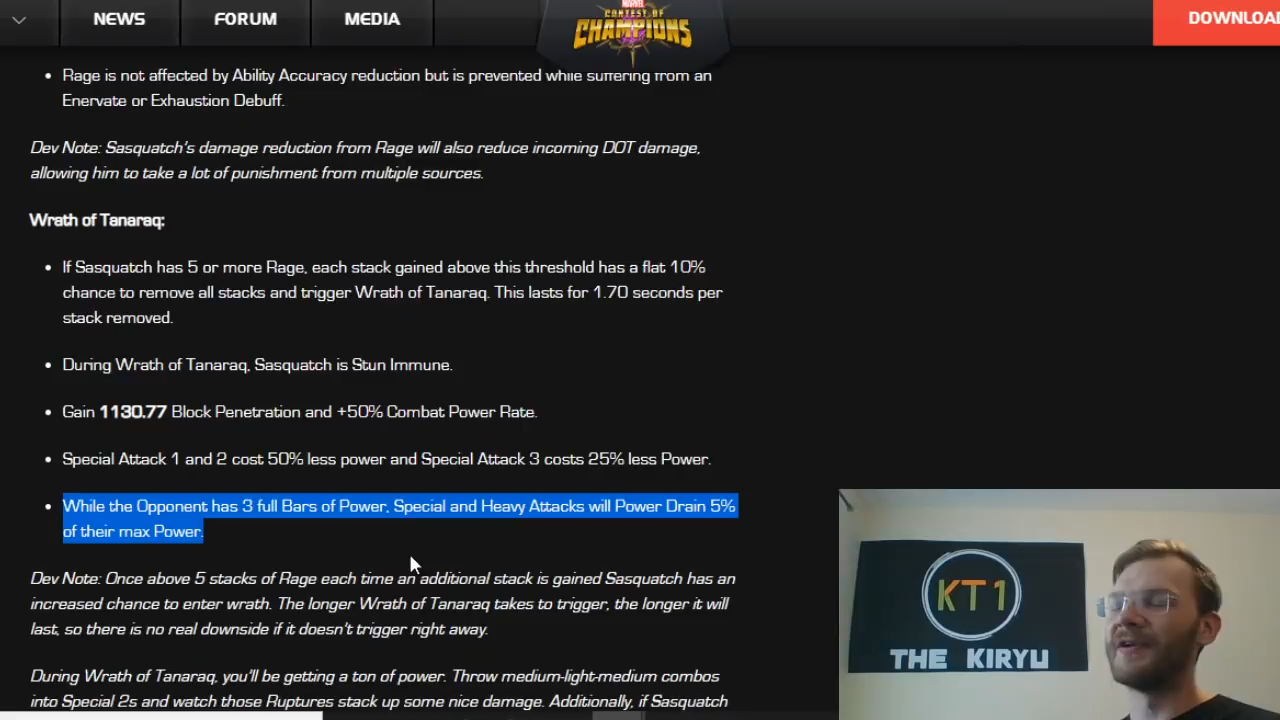 NEWS
FORUM
MEDIA
MARVEL
CONTEST OF
CHAMPIONS
DOWNLOA
• Rage is not affected by Ability Accuracy reduction but is prevented while suffering from an
Enervate or Exhaustion Debuff.
Dev Note: Sasquatch's damage reduction from Rage will also reduce incoming DOT damage,
allowing him to take a lot of punishment from multiple sources.
Wrath of Tanaraq:
• If Sasquatch has 5 or more Rage, each stack gained above this threshold has a flat 10%
chance to remove all stacks and trigger Wrath of Tanaraq. This lasts for 1.70 seconds per
stack removed.
• During Wrath of Tanaraq, Sasquatch is Stun Immune.
• Gain 1130.77 Block Penetration and +50% Combat Power Rate.
• Special Attack 1 and 2 cost 50% less power and Special Attack 3 costs 25% less Power.
• While the Opponent has 3 full Bars of Power, Special and Heavy Attacks will Power Drain 5%
of their max Power.
Dev Note: Once above 5 stacks of Rage each time an additional stack is gained Sasquatch has an
increased chance to enter wrath. The longer Wrath of Tanaraq takes to trigger, the longer it will
last, so there is no real downside if it doesn't trigger right away.
During Wrath of Tanaraq, you'll be getting a ton of power. Throw medium-light-medium combos
into Special 2s and watch those Ruptures stack up some nice damage. Additionally, if Sasquatch
KT1
THE KIRYU